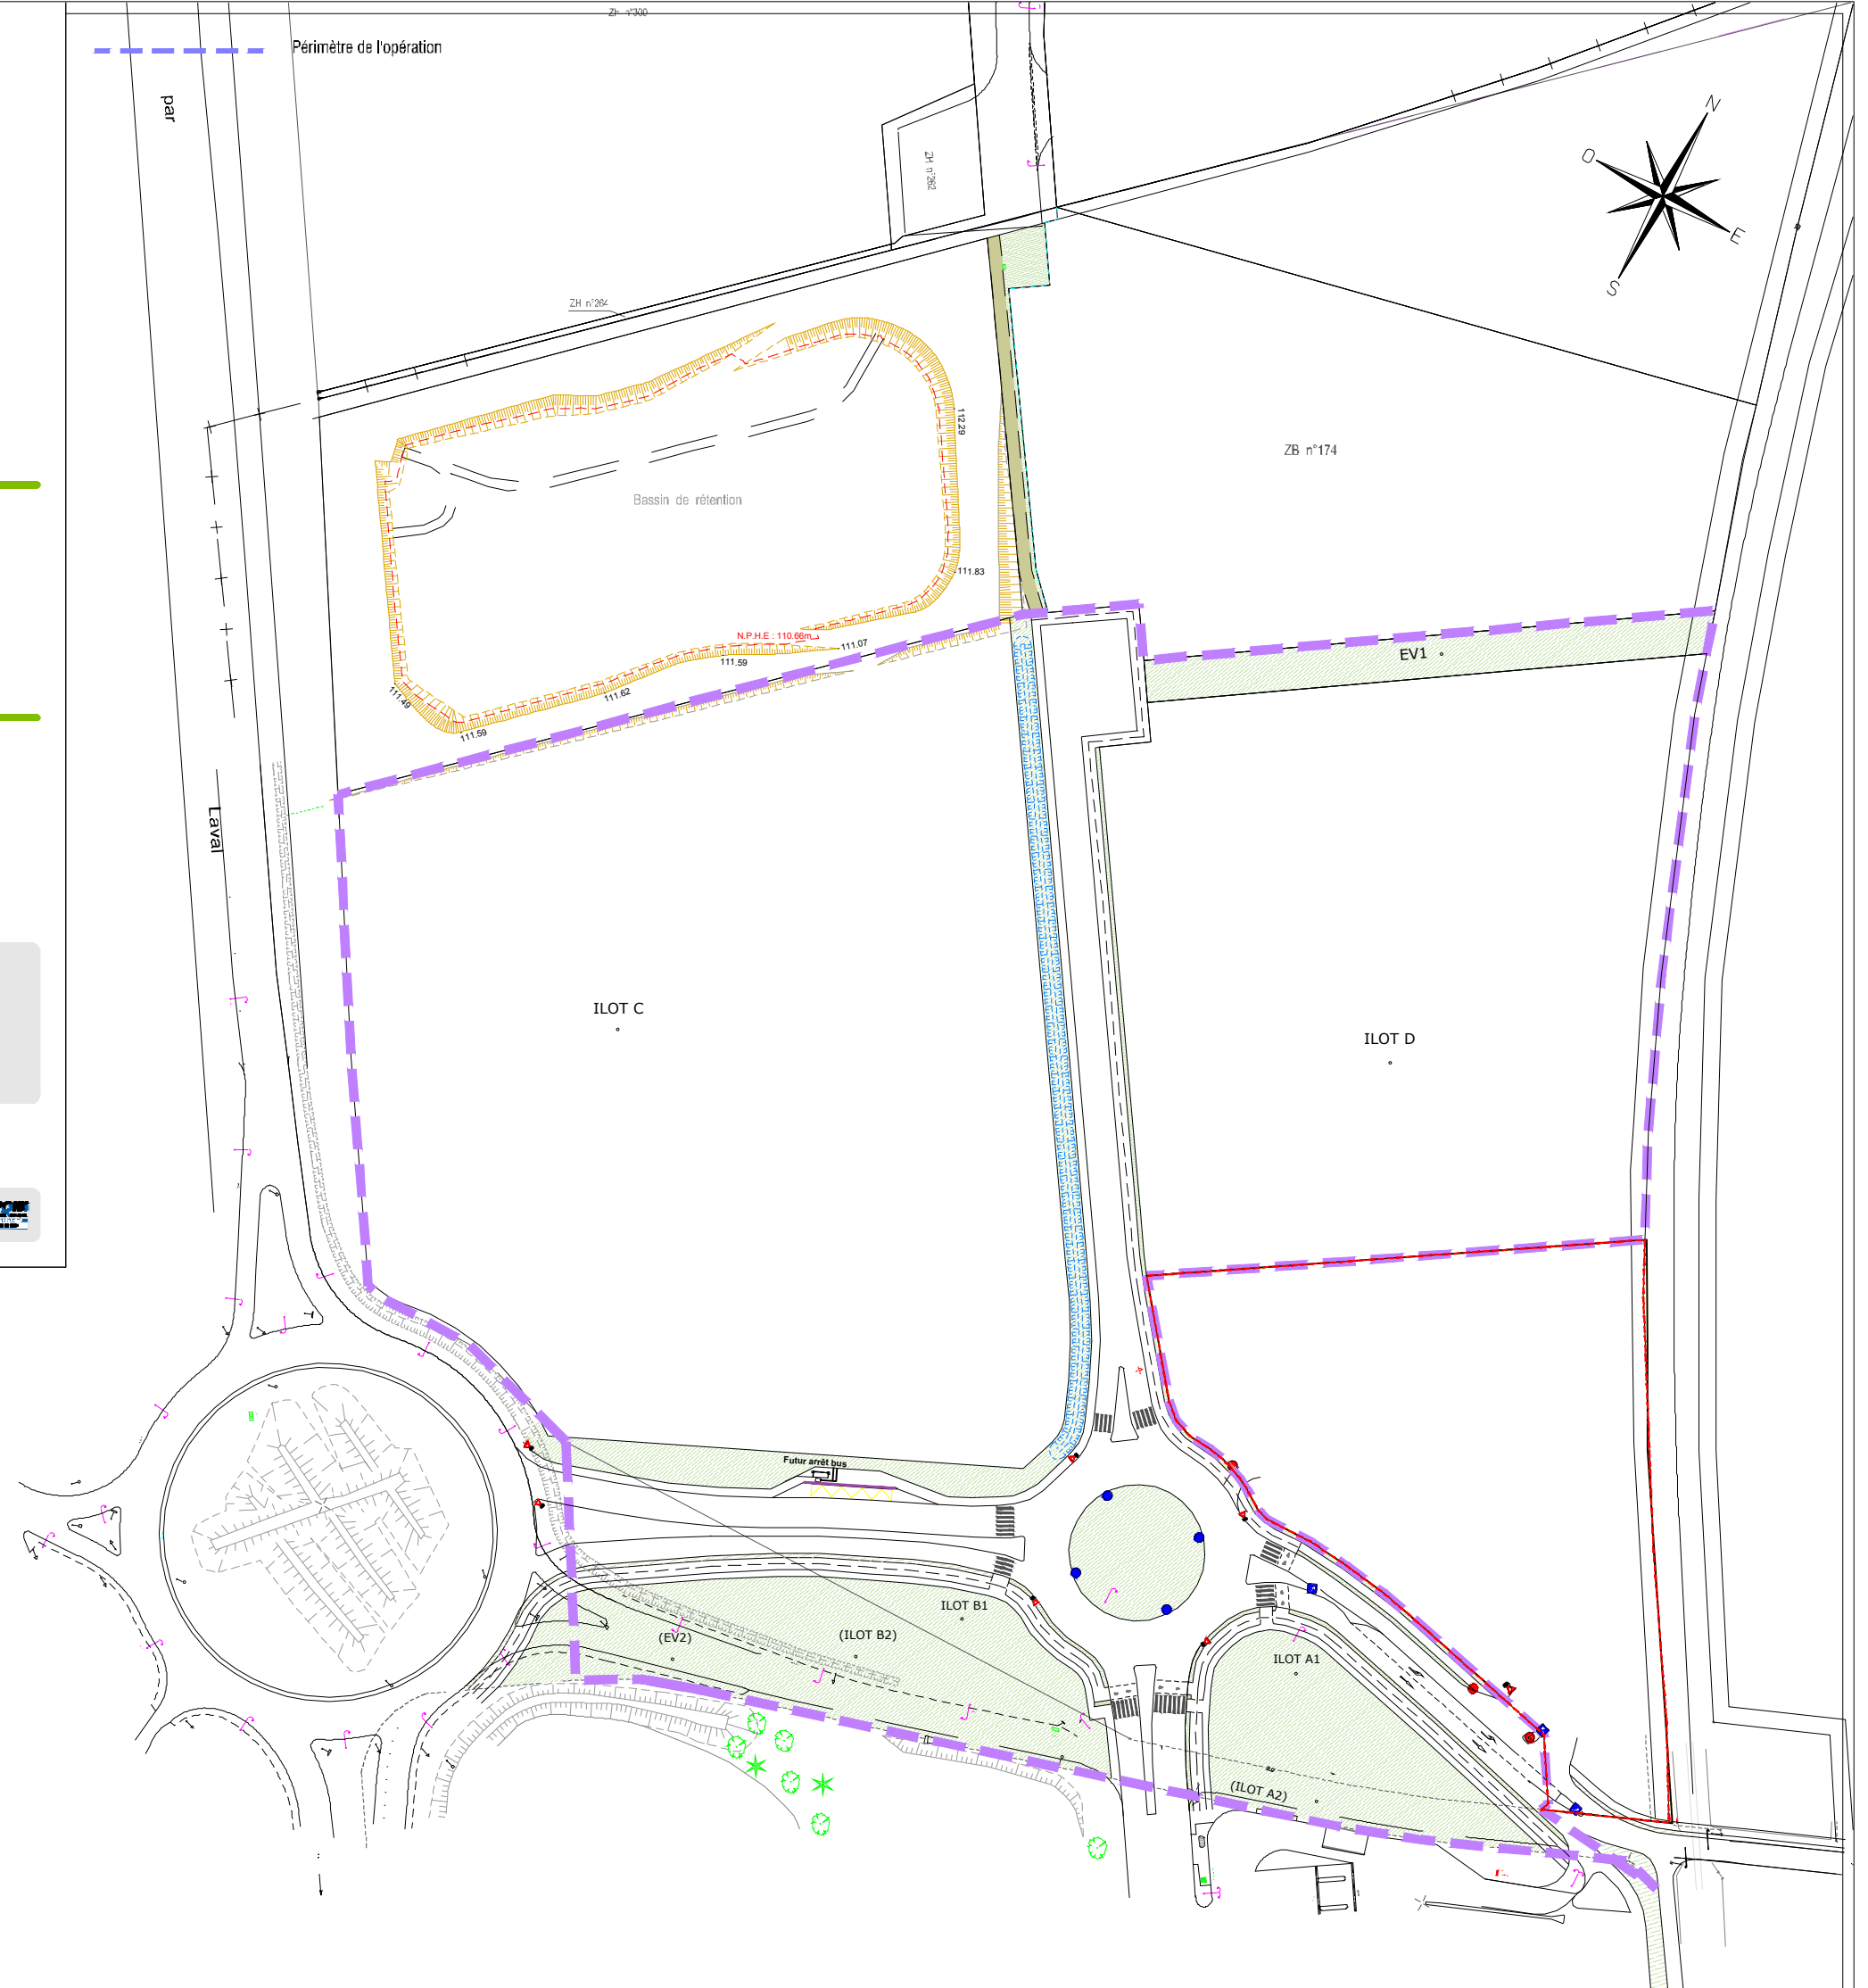 ZH n°300
Périmètre de l'opération
par
N
O
ZH n°262
E
S
ZH n°264
112.29
ZB n°174
Bassin de rétention
111.83
N.P.H.E : 110.66m
111.07
EV1
111.59
111.62
111.49
111.59
Laval
ILOT C
ILOT D
Futur arrêt bus
ILOT B1
(EV2)
(ILOT B2)
ILOT A1
(ILOT A2)